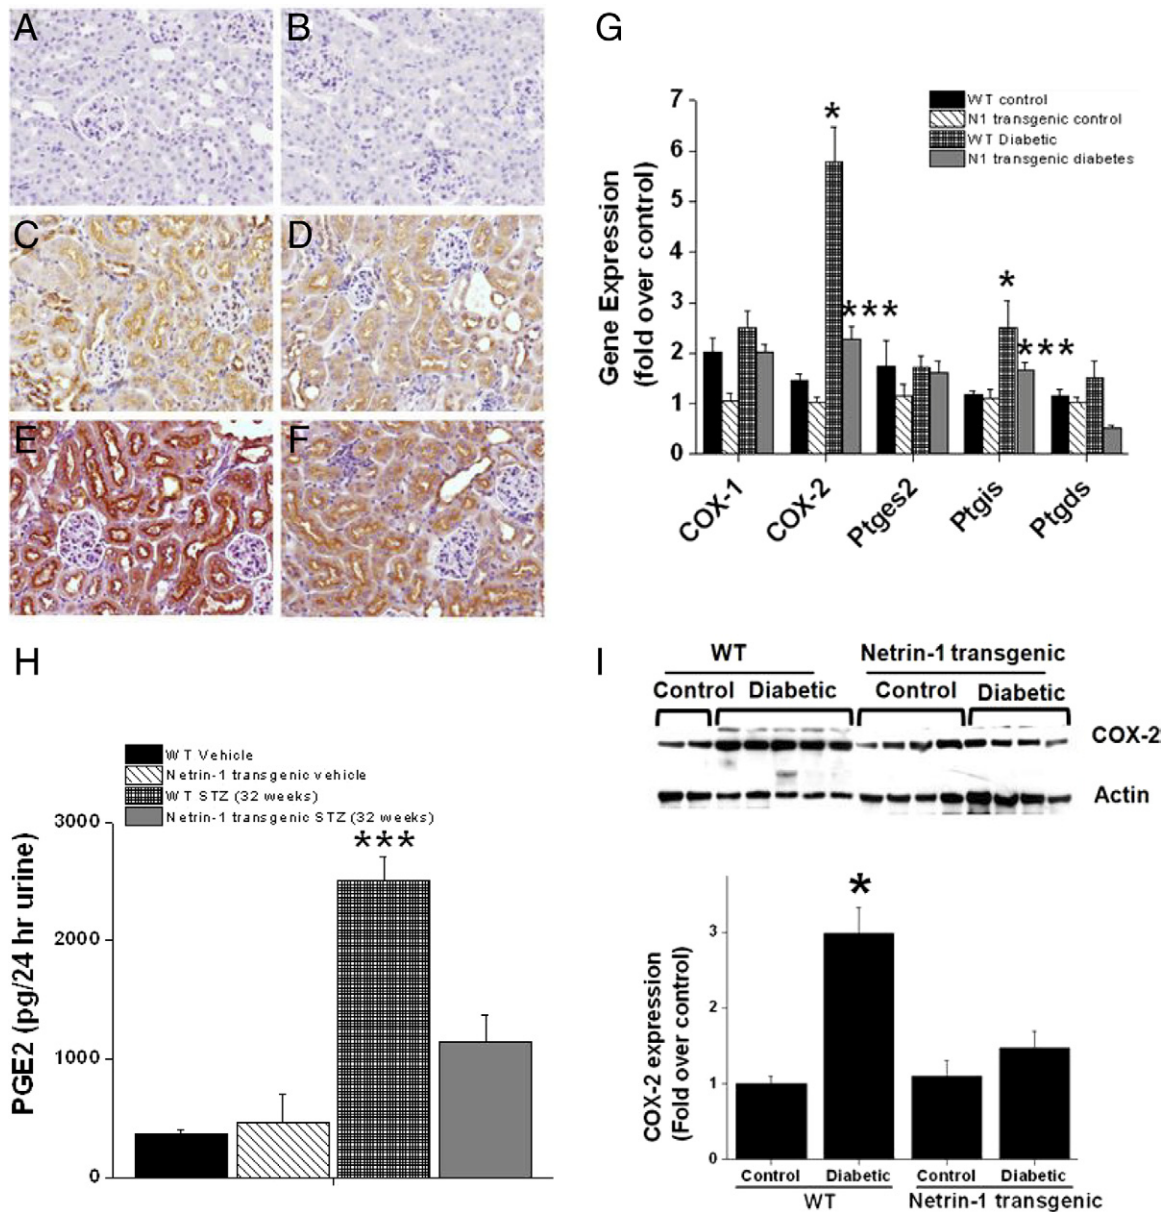 A
B
C
D
E
F
G
WT control
N1 transgenic control
WT Diabetic
N1 transgenic diabetes
Gene Expression
(fold over control)
7
6
5
4
3
2
1
0
*
***
*
***
COX-1
COX-2
Ptges2
Ptgis
Ptgds
H
WT Vehicle
Netrin-1 transgenic vehicle
WT STZ (32 weeks)
Netrin-1 transgenic STZ (32 weeks)
PGE2 (pg/24 hr urine)
3000
2000
1000
0
***
I
WT
Netrin-1 transgenic
Control Diabetic
Control Diabetic
COX-2
Actin
COX-2 expression
(Fold over control)
3
2
1
0
*
Control Diabetic Control Diabetic
WT Netrin-1 transgenic